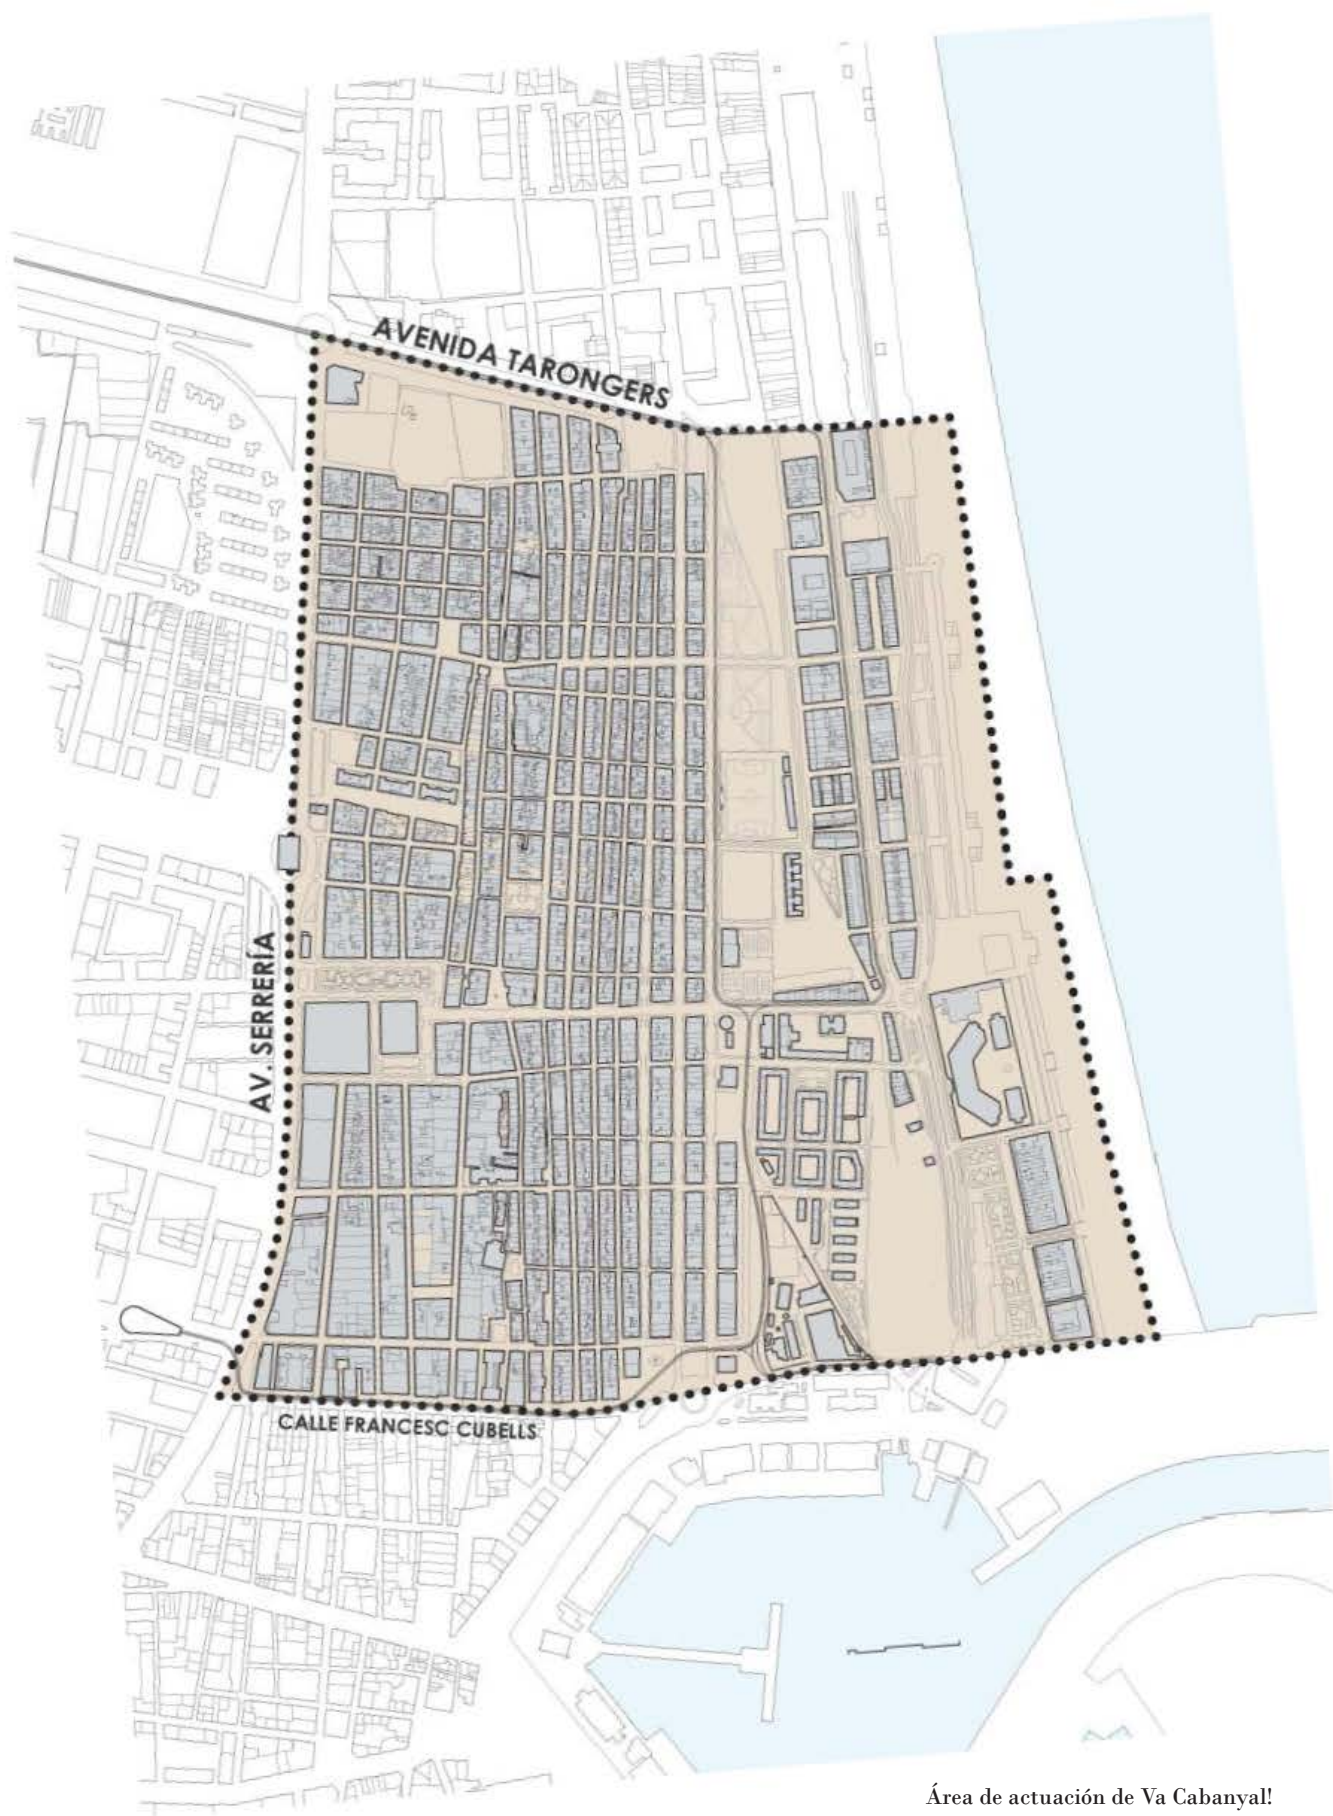 AVENIDA TARONGERS
AV. SERRERÍA
CALLE FRANCESC CUBELLS
Área de actuación de Va Cabanyal!